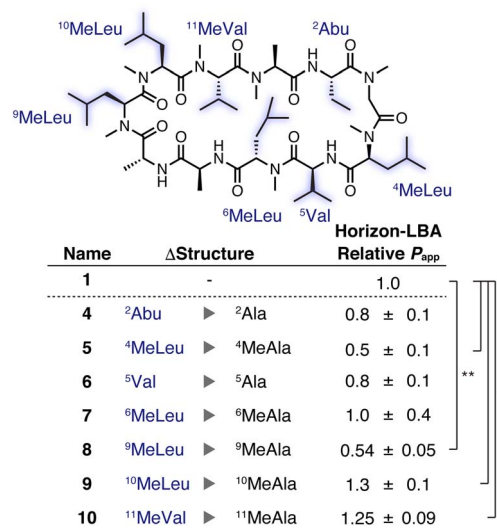 ¹⁰MeLeu ¹¹MeVal ²Abu
N O N O H N
N O O N O N
⁹MeLeu O N O N O
O H N O N O H N O
N H O N O
⁴MeLeu
⁶MeLeu ⁵Val
Horizon-LBA
Name ΔStructure Relative Papp
1 - 1.0
4 ²Abu ▶ ²Ala 0.8 ± 0.1
5 ⁴MeLeu ▶ ⁴MeAla 0.5 ± 0.1
6 ⁵Val ▶ ⁵Ala 0.8 ± 0.1
**
7 ⁶MeLeu ▶ ⁶MeAla 1.0 ± 0.4
8 ⁹MeLeu ▶ ⁹MeAla 0.54 ± 0.05
9 ¹⁰MeLeu ▶ ¹⁰MeAla 1.3 ± 0.1
10 ¹¹MeVal ▶ ¹¹MeAla 1.25 ± 0.09